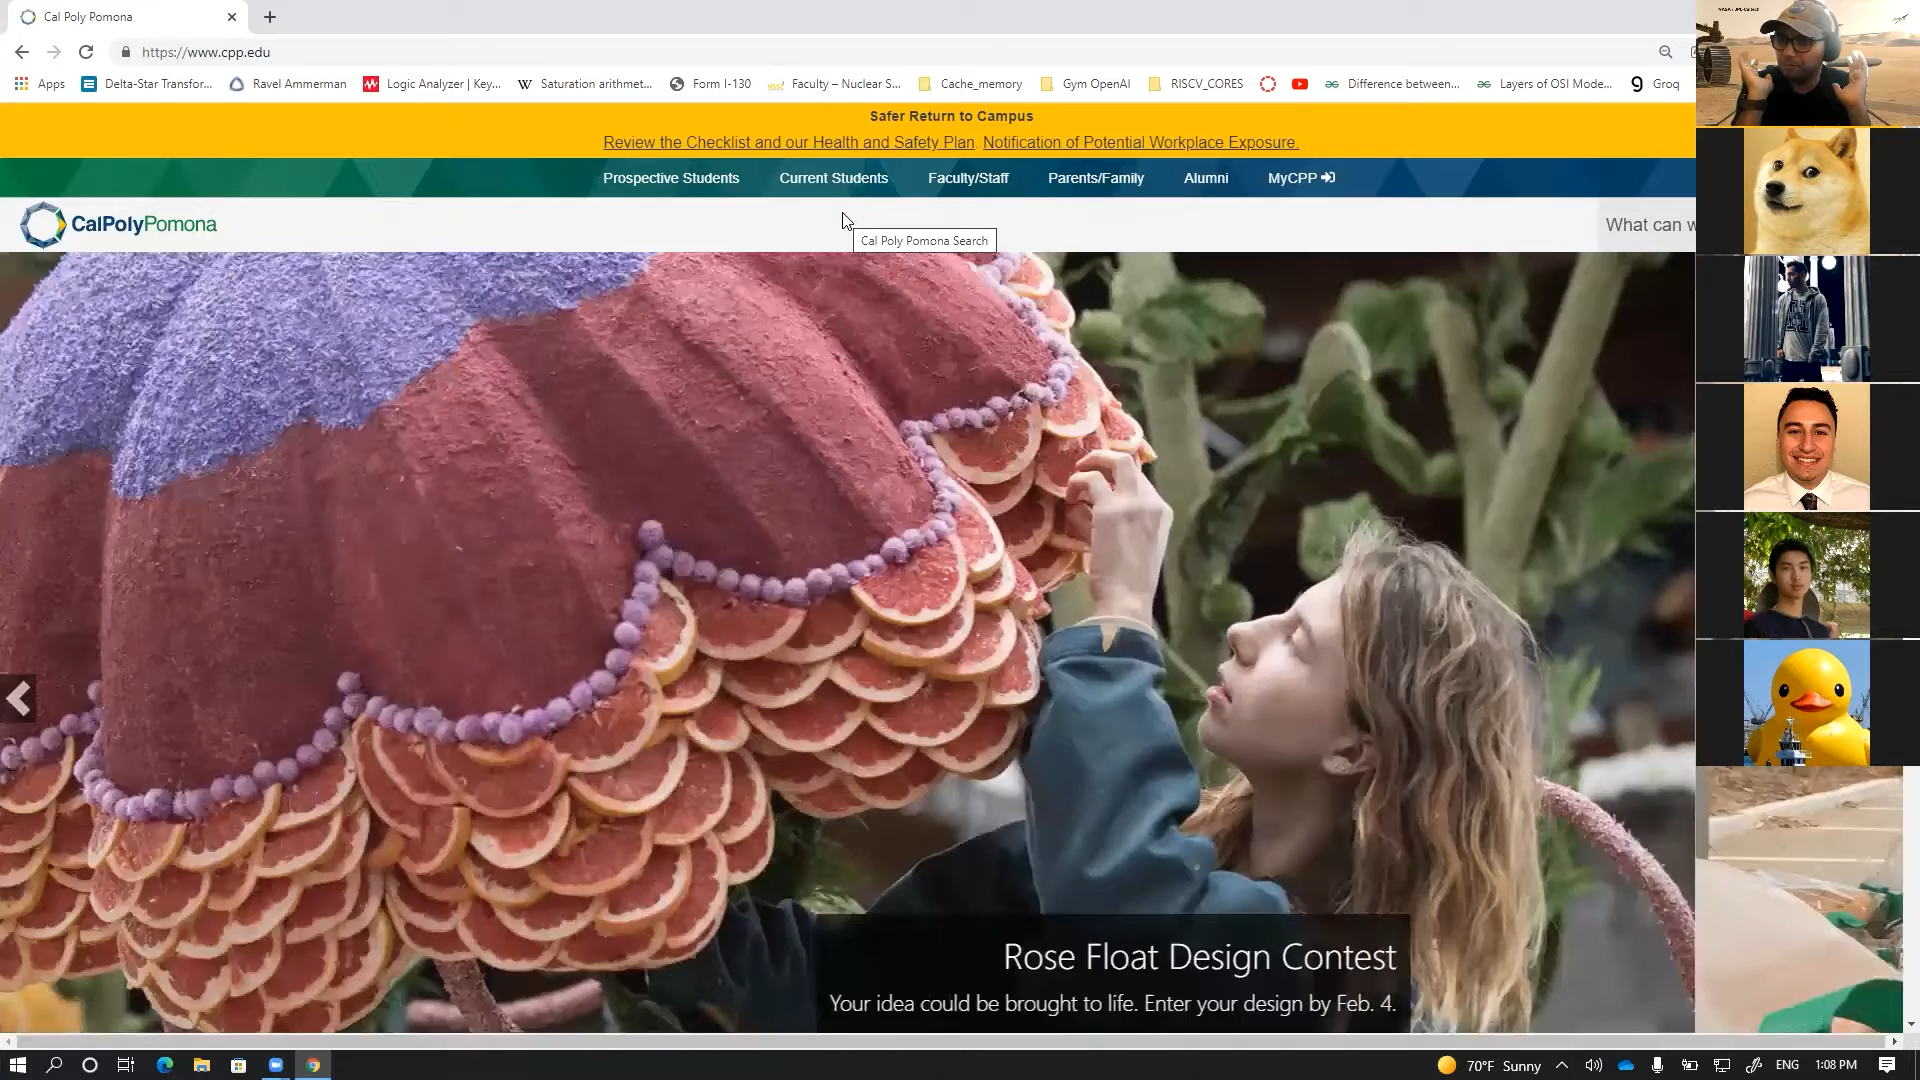 Cal Poly Pomona
https://www.cpp.edu
Apps Delta-Star Transfor... Ravel Ammerman Logic Analyzer | Key... W Saturation arithmet... Form I-130 Faculty – Nuclear S... Cache_memory Gym OpenAI RISCV_CORES Difference between... Layers of OSI Mode... Groq
NASA / JPL-Caltech
Safer Return to Campus
Review the Checklist and our Health and Safety Plan. Notification of Potential Workplace Exposure.
Prospective Students Current Students Faculty/Staff Parents/Family Alumni MyCPP
CalPolyPomona
What can w
Cal Poly Pomona Search
Rose Float Design Contest
Your idea could be brought to life. Enter your design by Feb. 4.
70°F Sunny ENG 1:08 PM